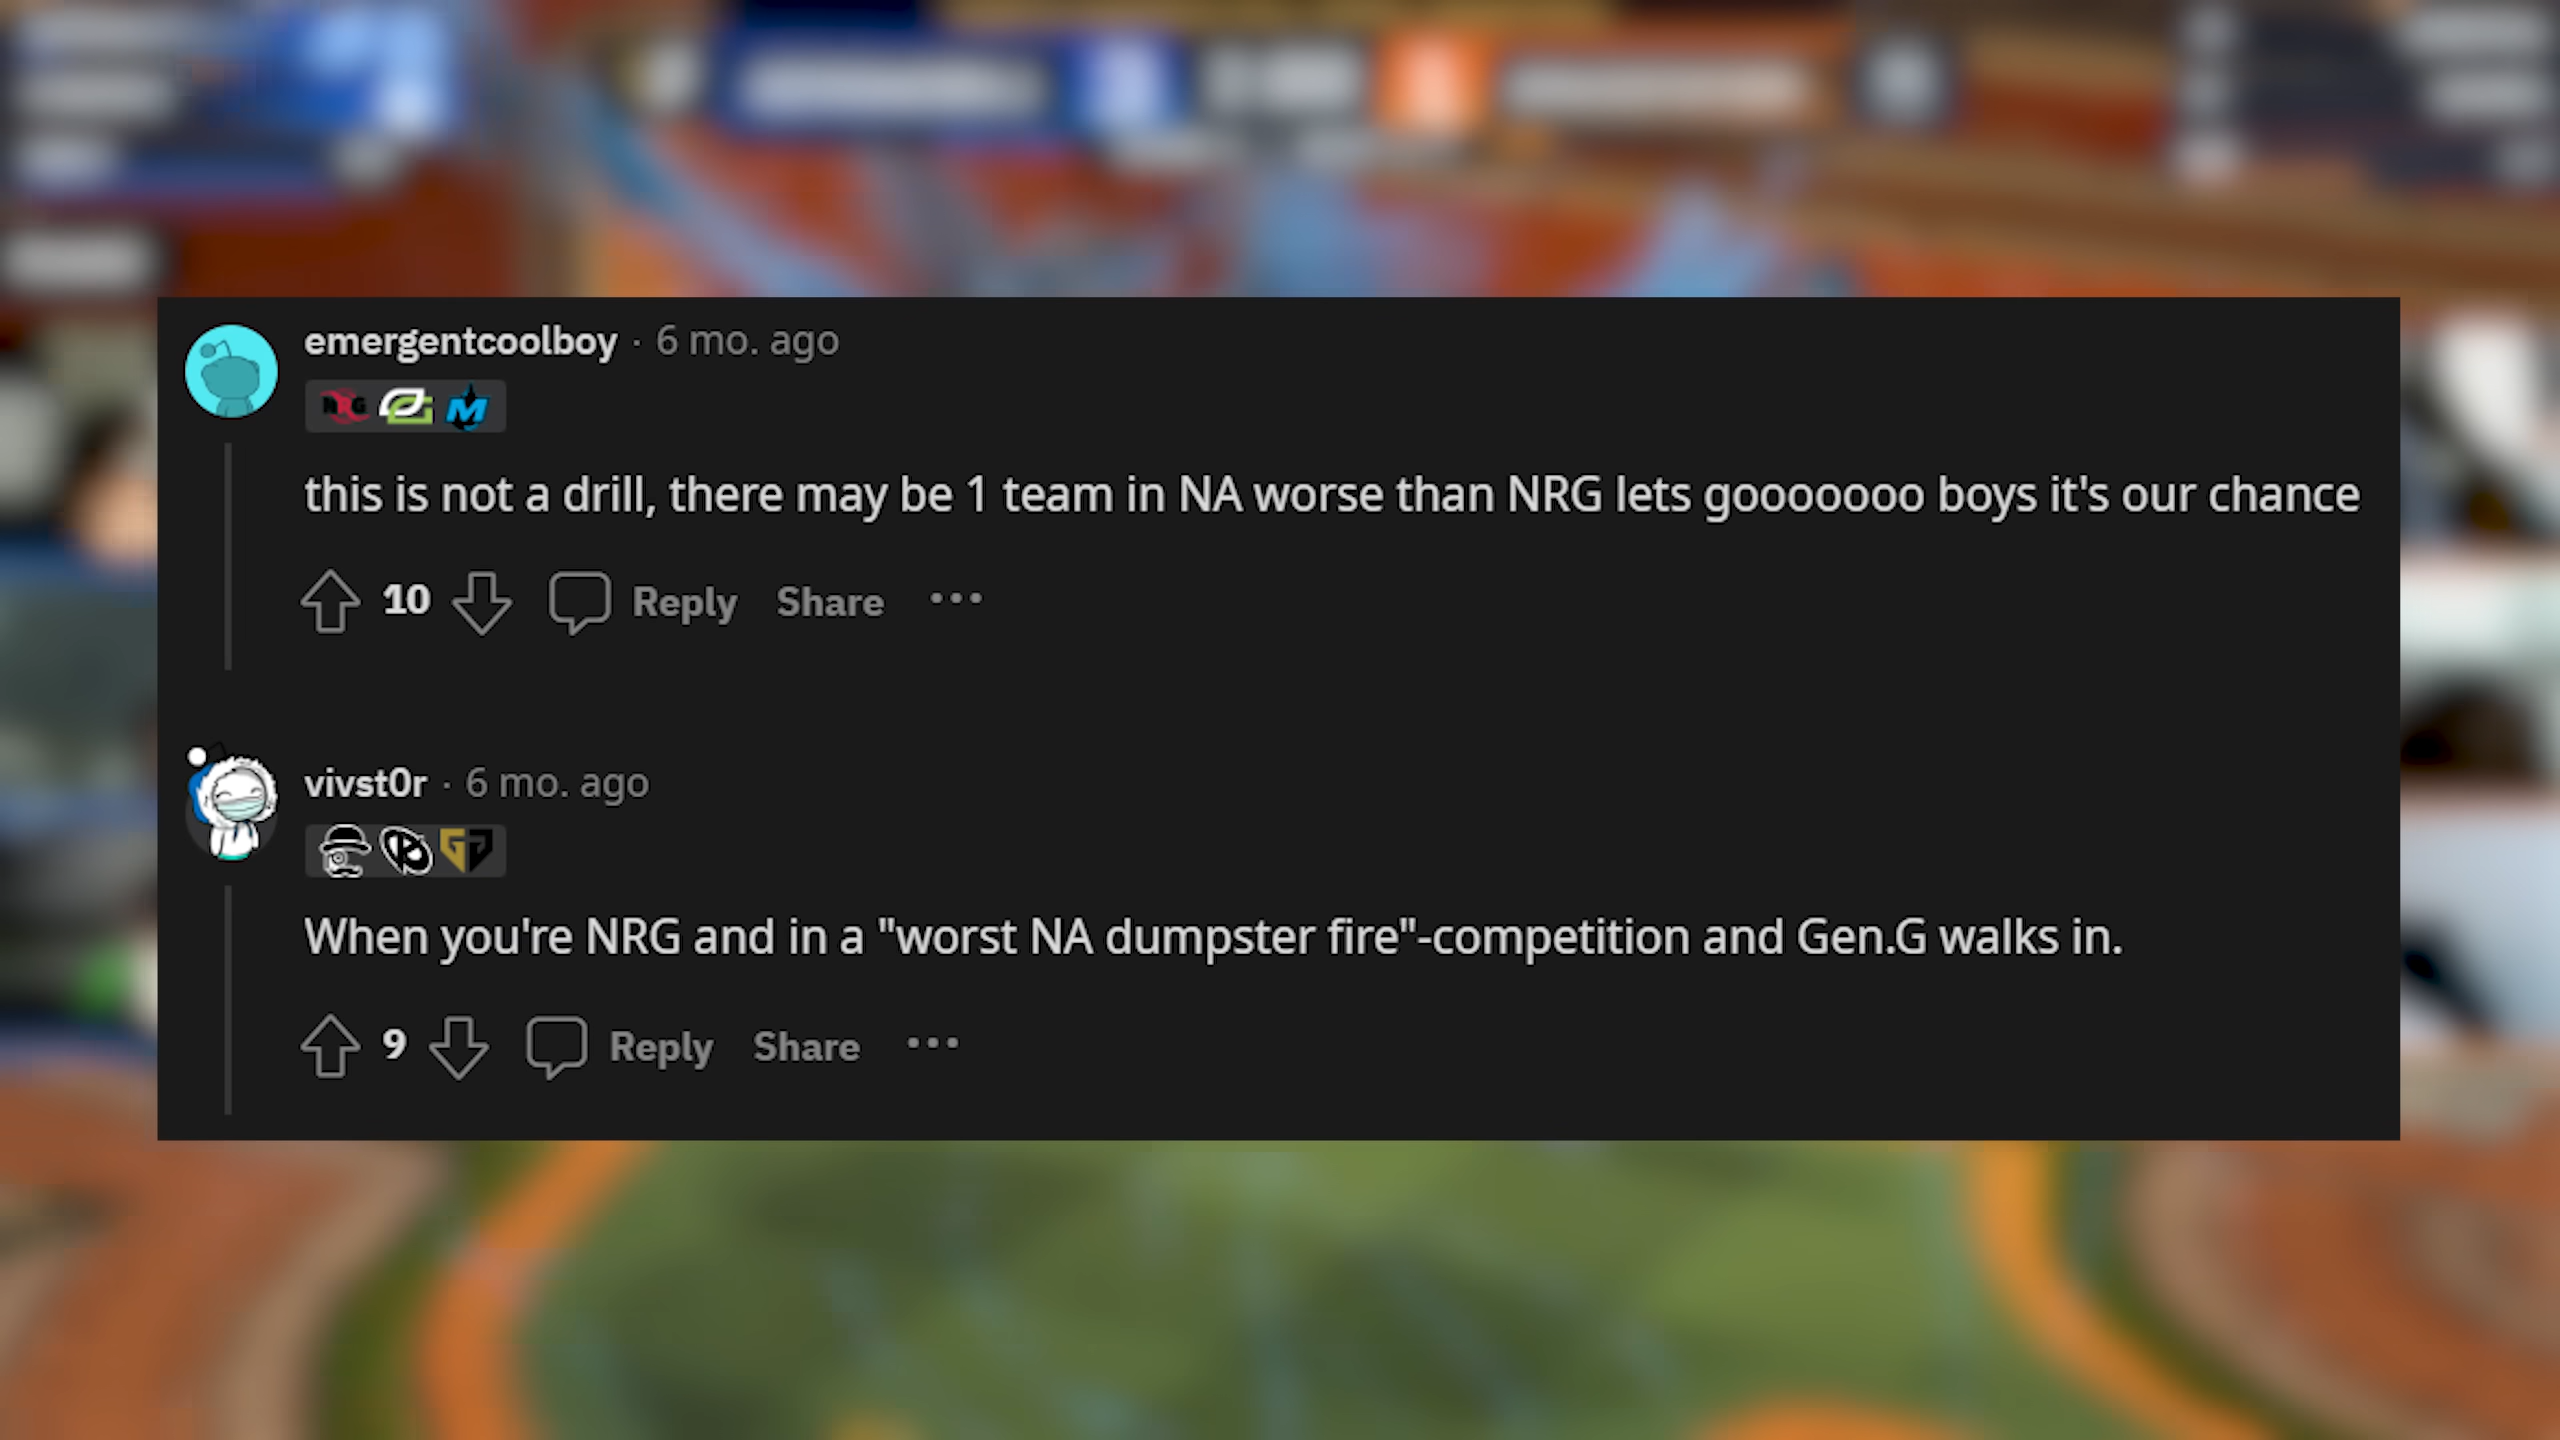 emergentcoolboy · 6 mo. ago
NRG
this is not a drill, there may be 1 team in NA worse than NRG lets gooooooo boys it's our chance
10 Reply Share ...
vivst0r · 6 mo. ago
When you're NRG and in a "worst NA dumpster fire"-competition and Gen.G walks in.
9 Reply Share ...